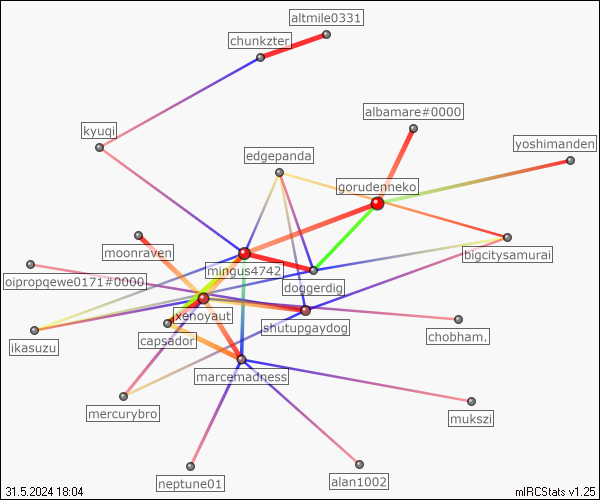 altmile0331
chunkzter
albamare#0000
kyuqi
yoshimanden
edgepanda
gorudenneko
moonraven
bigcitysamurai
mingus4742
oipropqewe0171#0000
doggerdig
xenoyaut
shutupgaydog
chobham.
capsador
ikasuzu
marcemadness
mercurybro
mukszi
neptune01
alan1002
31.5.2024 18:04
mIRCStats v1.25